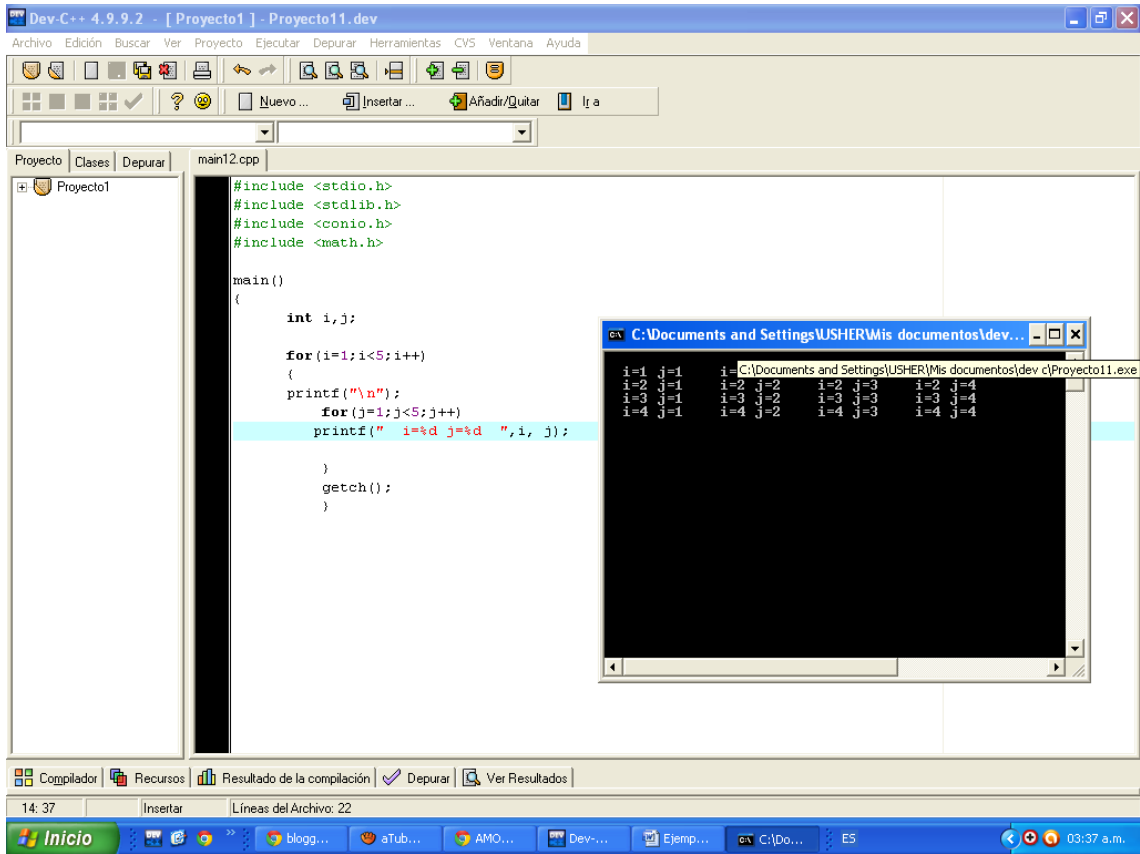 Dev-C++ 4.9.9.2 - [ Proyecto1 ] - Proyecto11.dev
Archivo Edición Buscar Ver Proyecto Ejecutar Depurar Herramientas CVS Ventana Ayuda
Nuevo ... Insertar ... Añadir/Quitar Ir a
Proyecto Clases Depurar main12.cpp
Proyecto1
#include <stdio.h>
#include <stdlib.h>
#include <conio.h>
#include <math.h>
main()
{
int i,j;
for(i=1;i<5;i++)
{
printf("\n");
for(j=1;j<5;j++)
printf("  i=%d j=%d  ",i, j);
}
getch();
}
C:\Documents and Settings\USHER\Mis documentos\dev...
C:\Documents and Settings\USHER\Mis documentos\dev c\Proyecto11.exe
i=1 j=1 i=
i=2 j=1 i=2 j=2 i=2 j=3 i=2 j=4
i=3 j=1 i=3 j=2 i=3 j=3 i=3 j=4
i=4 j=1 i=4 j=2 i=4 j=3 i=4 j=4
Compilador Recursos Resultado de la compilación Depurar Ver Resultados
14: 37 Insertar Líneas del Archivo: 22
Inicio blogg... aTub... AMO... Dev-... Ejemp... C:\Do... ES 03:37 a.m.